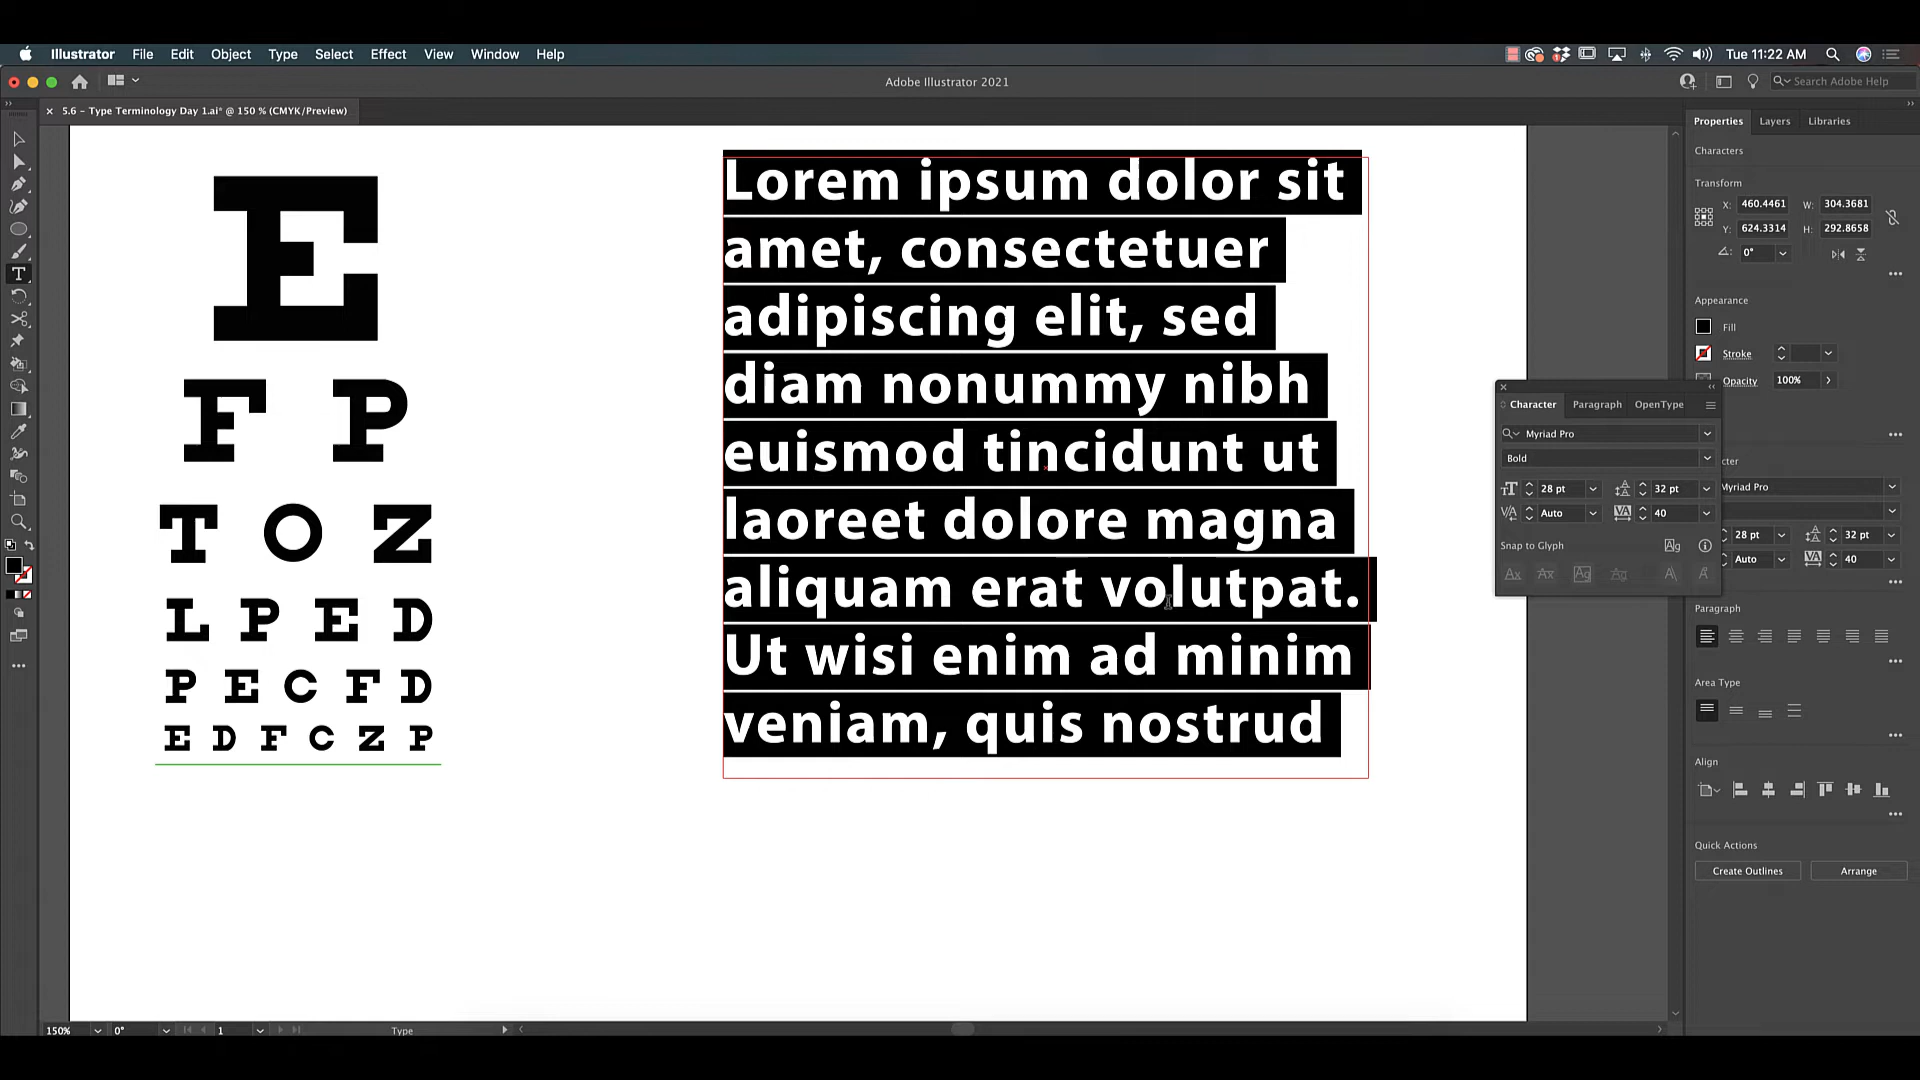 Illustrator File Edit Object Type Select Effect View Window Help
Tue 11:22 AM
Adobe Illustrator 2021
Search Adobe Help
5.6 – Type Terminology Day 1.ai* @ 150 % (CMYK/Preview)
E
F P
T O Z
L P E D
P E C F D
E D F C Z P
Lorem ipsum dolor sit
amet, consectetuer
adipiscing elit, sed
diam nonummy nibh
euismod tincidunt ut
laoreet dolore magna
aliquam erat volutpat.
Ut wisi enim ad minim
veniam, quis nostrud
Character Paragraph OpenType
Myriad Pro
Bold
28 pt 32 pt
Auto 40
Snap to Glyph
Properties Layers Libraries
Characters
Transform
X: 460.4461 W: 304.3681
Y: 624.3314 H: 292.8658
0°
Appearance
Fill
Stroke
Opacity 100%
cter
Myriad Pro
28 pt 32 pt
Auto 40
Paragraph
Area Type
Align
Quick Actions
Create Outlines Arrange
150% 0° 1 Type